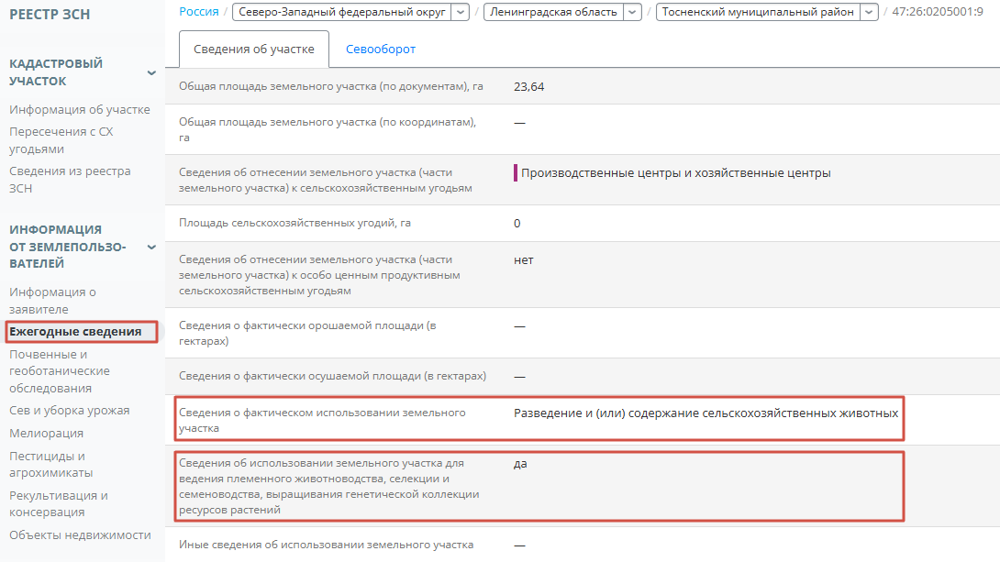 РЕЕСТР ЗСН
КАДАСТРОВЫЙ
УЧАСТОК
Информация об участке
Пересечения с СХ
угодьями
Сведения из реестра
ЗСН
ИНФОРМАЦИЯ
ОТ ЗЕМЛЕПОЛЬЗО-
ВАТЕЛЕЙ
Информация о
заявителе
Ежегодные сведения
Почвенные и
геоботанические
обследования
Сев и уборка урожая
Мелиорация
Пестициды и
агрохимикаты
Рекультивация и
консервация
Объекты недвижимости
Россия / Северо-Западный федеральный округ / Ленинградская область / Тосненский муниципальный район / 47:26:0205001:9
Сведения об участке Севооборот
Общая площадь земельного участка (по документам), га 23,64
Общая площадь земельного участка (по координатам), —
га
Сведения об отнесении земельного участка (части Производственные центры и хозяйственные центры
земельного участка) к сельскохозяйственным угодьям
Площадь сельскохозяйственных угодий, га 0
Сведения об отнесении земельного участка (части нет
земельного участка) к особо ценным продуктивным
сельскохозяйственным угодьям
Сведения о фактически орошаемой площади (в —
гектарах)
Сведения о фактически осушаемой площади (в гектарах) —
Сведения о фактическом использовании земельного Разведение и (или) содержание сельскохозяйственных животных
участка
Сведения об использовании земельного участка для да
ведения племенного животноводства, селекции и
семеноводства, выращивания генетической коллекции
ресурсов растений
Иные сведения об использовании земельного участка —